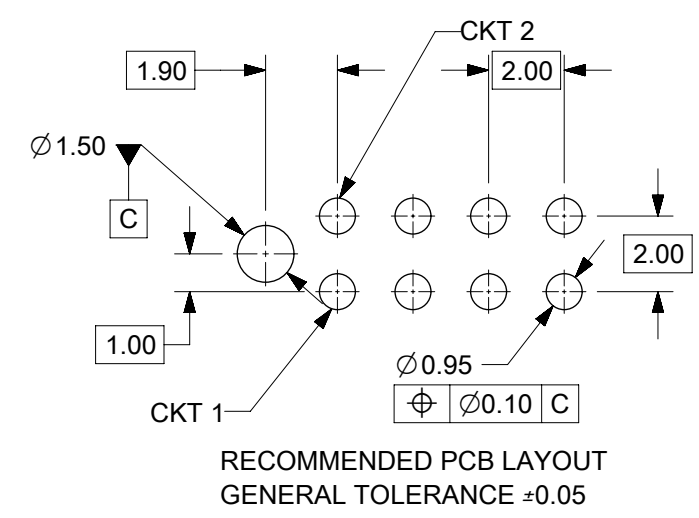 CKT 2
1.90
2.00
∅1.50
C
2.00
1.00
∅0.95
⌖ ∅0.10 C
CKT 1
RECOMMENDED PCB LAYOUT
GENERAL TOLERANCE ±0.05